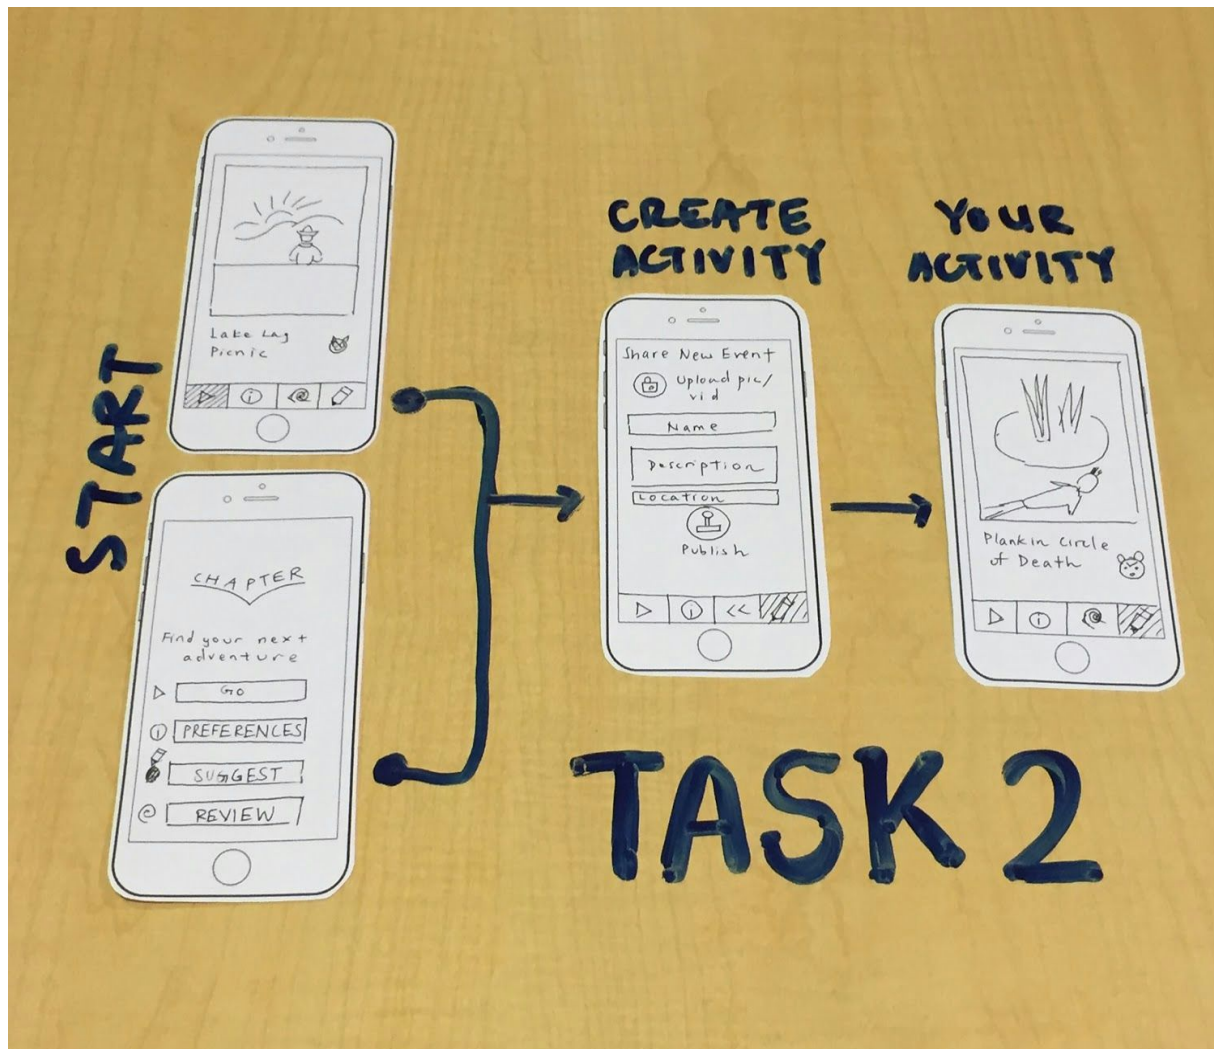 START
Lake Lag
Picnic
CHAPTER
Find your next
adventure
GO
PREFERENCES
SUGGEST
REVIEW
CREATE
ACTIVITY
Share New Event
Upload pic/
vid
Name
Description
Location
Publish
<<
YOUR
ACTIVITY
Plank in Circle
of Death
TASK 2